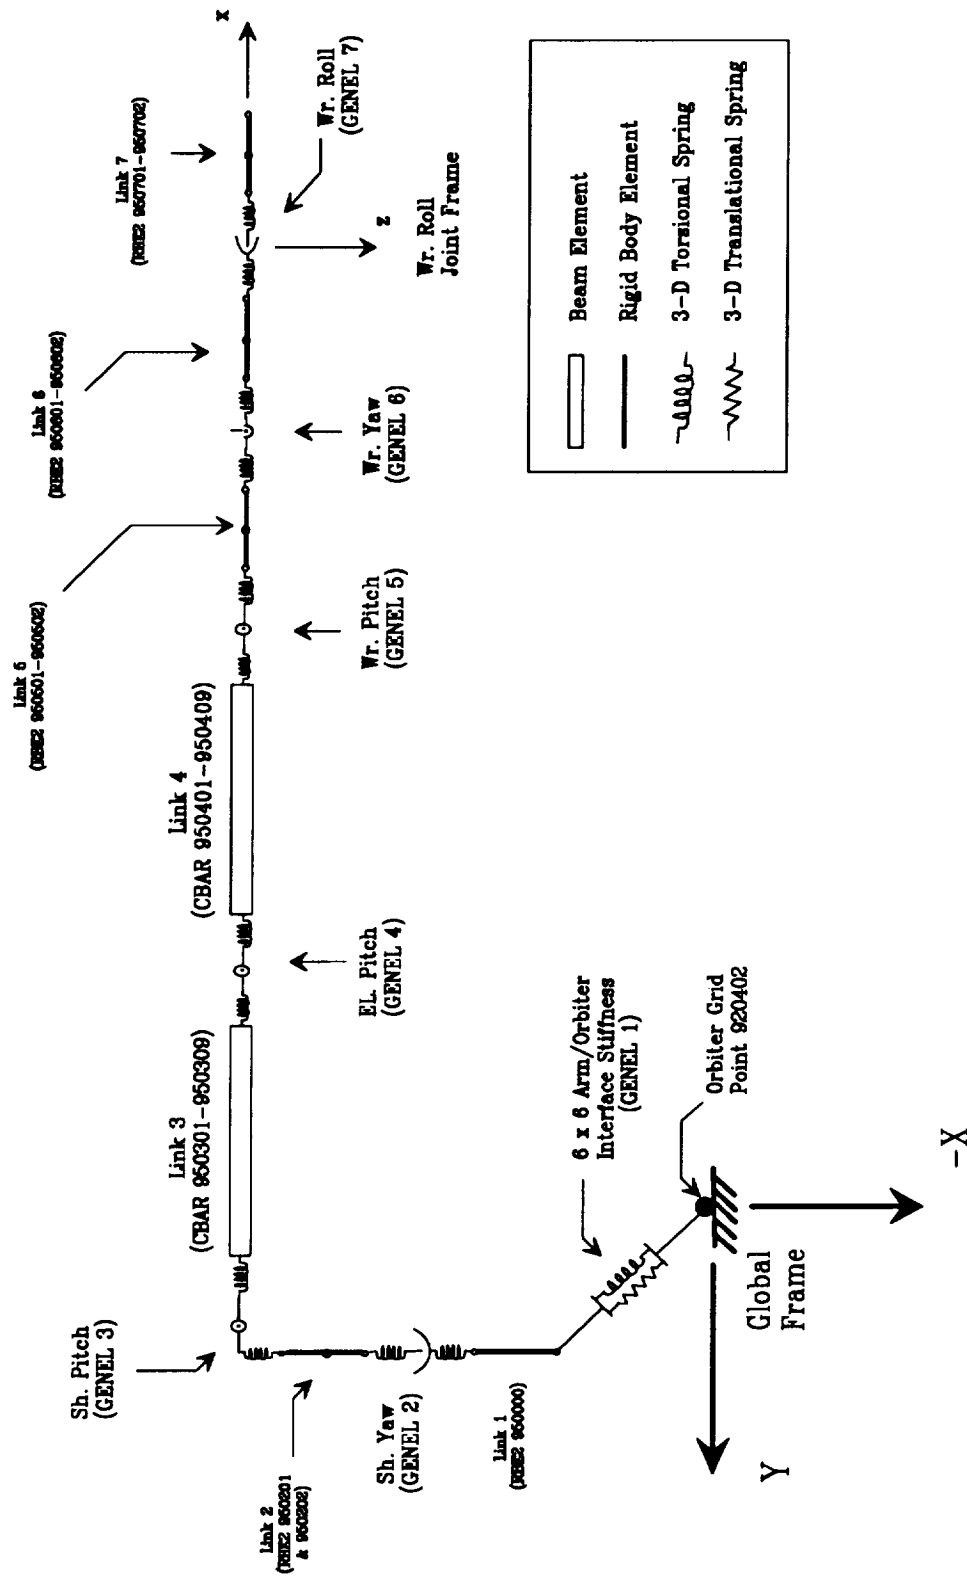 Link 5
(RBE2 950501-950502)
Link 6
(RBE2 950601-950602)
Link 7
(RBE2 950701-950702)
X
Link 3
(CBAR 950301-950309)
Link 4
(CBAR 950401-950409)
Sh. Pitch
(GENEL 3)
EL. Pitch
(GENEL 4)
Wr. Pitch
(GENEL 5)
Wr. Yaw
(GENEL 6)
Wr. Roll
(GENEL 7)
Z
Wr. Roll
Joint Frame
Link 2
(RBE2 950201
& 950202)
Sh. Yaw
(GENEL 2)
Link 1
(RBE2 950000)
6 x 6 Arm/Orbiter
Interface Stiffness
(GENEL 1)
Orbiter Grid
Point 920402
Global
Frame
Y
-X
Beam Element
Rigid Body Element
3-D Torsional Spring
3-D Translational Spring